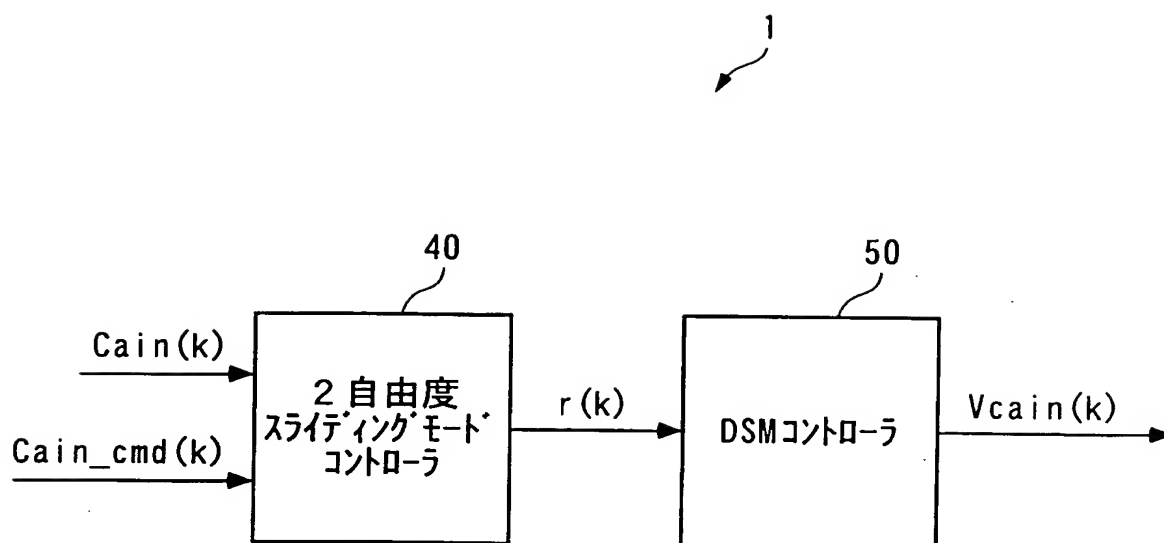 1
40
50
Cain(k)
Cain_cmd(k)
2自由度
スライディングモード
コントローラ
r(k)
DSMコントローラ
Vcain(k)